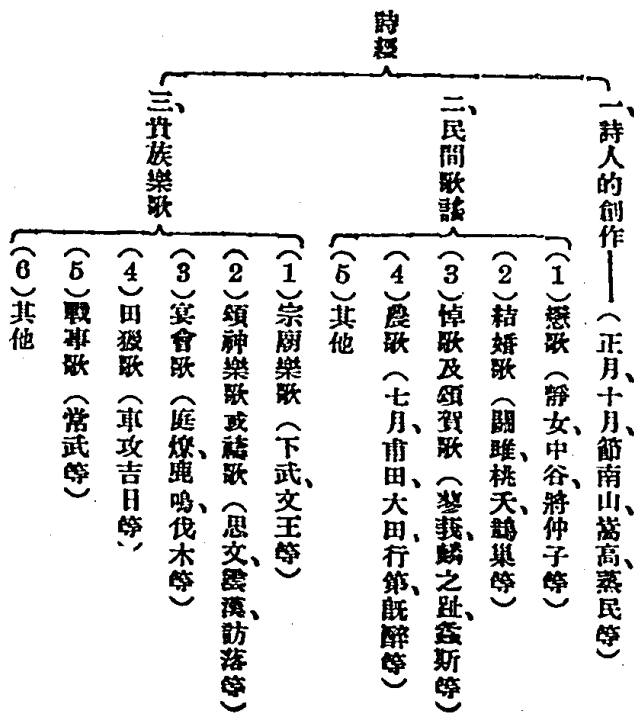 詩經
一、詩人的創作——（正月、十月、節南山、嵩高、蒸民等）
二、民間歌謠
（1）戀歌（靜女、中谷、將仲子等）
（2）結婚歌（關雎、桃夭、鵲巢等）
（3）悼歌及頌賀歌（蓼莪、麟之趾、螽斯等）
（4）農歌（七月、甫田、大田、行葦、既醉等）
（5）其他
三、貴族樂歌
（1）宗廟樂歌（下武、文王等）
（2）頌神樂歌或禱歌（思文、雲漢、訪落等）
（3）宴會歌（庭燎、鹿鳴、伐木等）
（4）田獵歌（車攻吉日等）
（5）戰事歌（常武等）
（6）其他